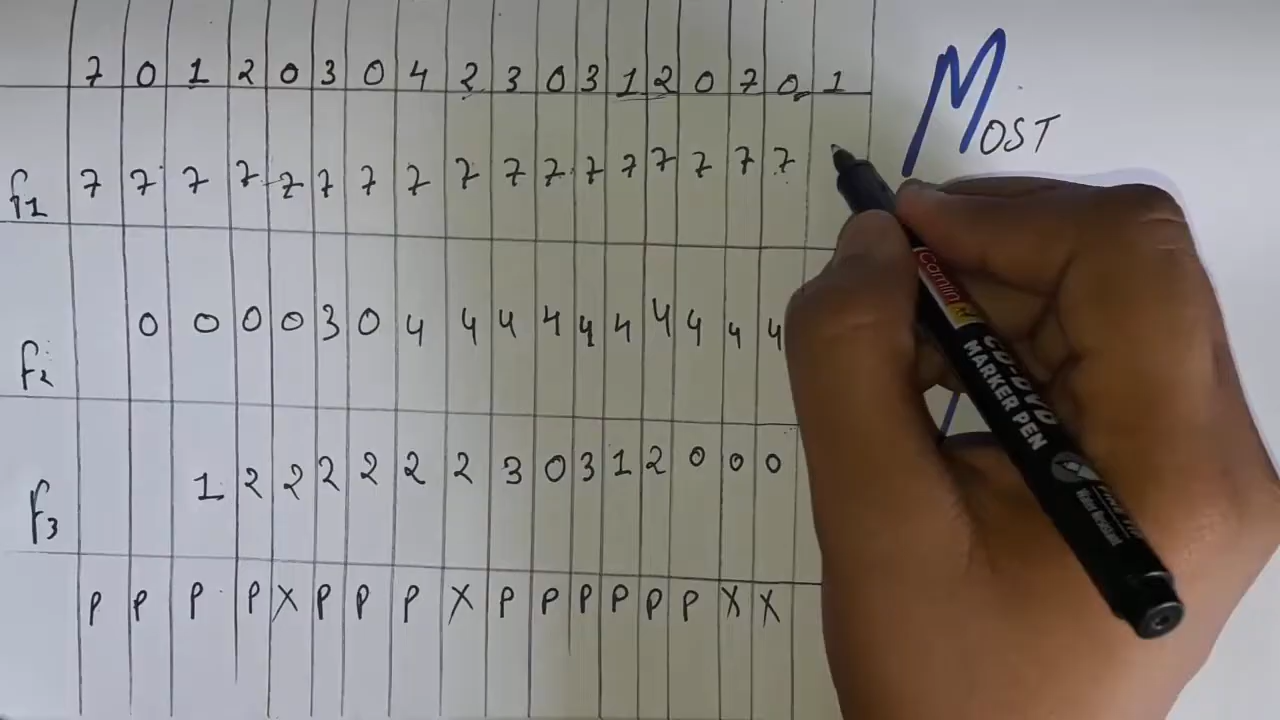 7 0 1 2 0 3 0 4 2 3 0 3 1 2 0 7 0 1
MOST
f1 7 7 7 7 7 7 7 7 7 7 7 7 7 7 7 7 7
f2 0 0 0 0 3 0 4 4 4 4 4 4 4 4 4 4
f3 1 2 2 2 2 2 2 3 0 3 1 2 0 0 0
P P P P X P P P X P P P P P P X X
Camlin
CD-DVD
MARKER PEN